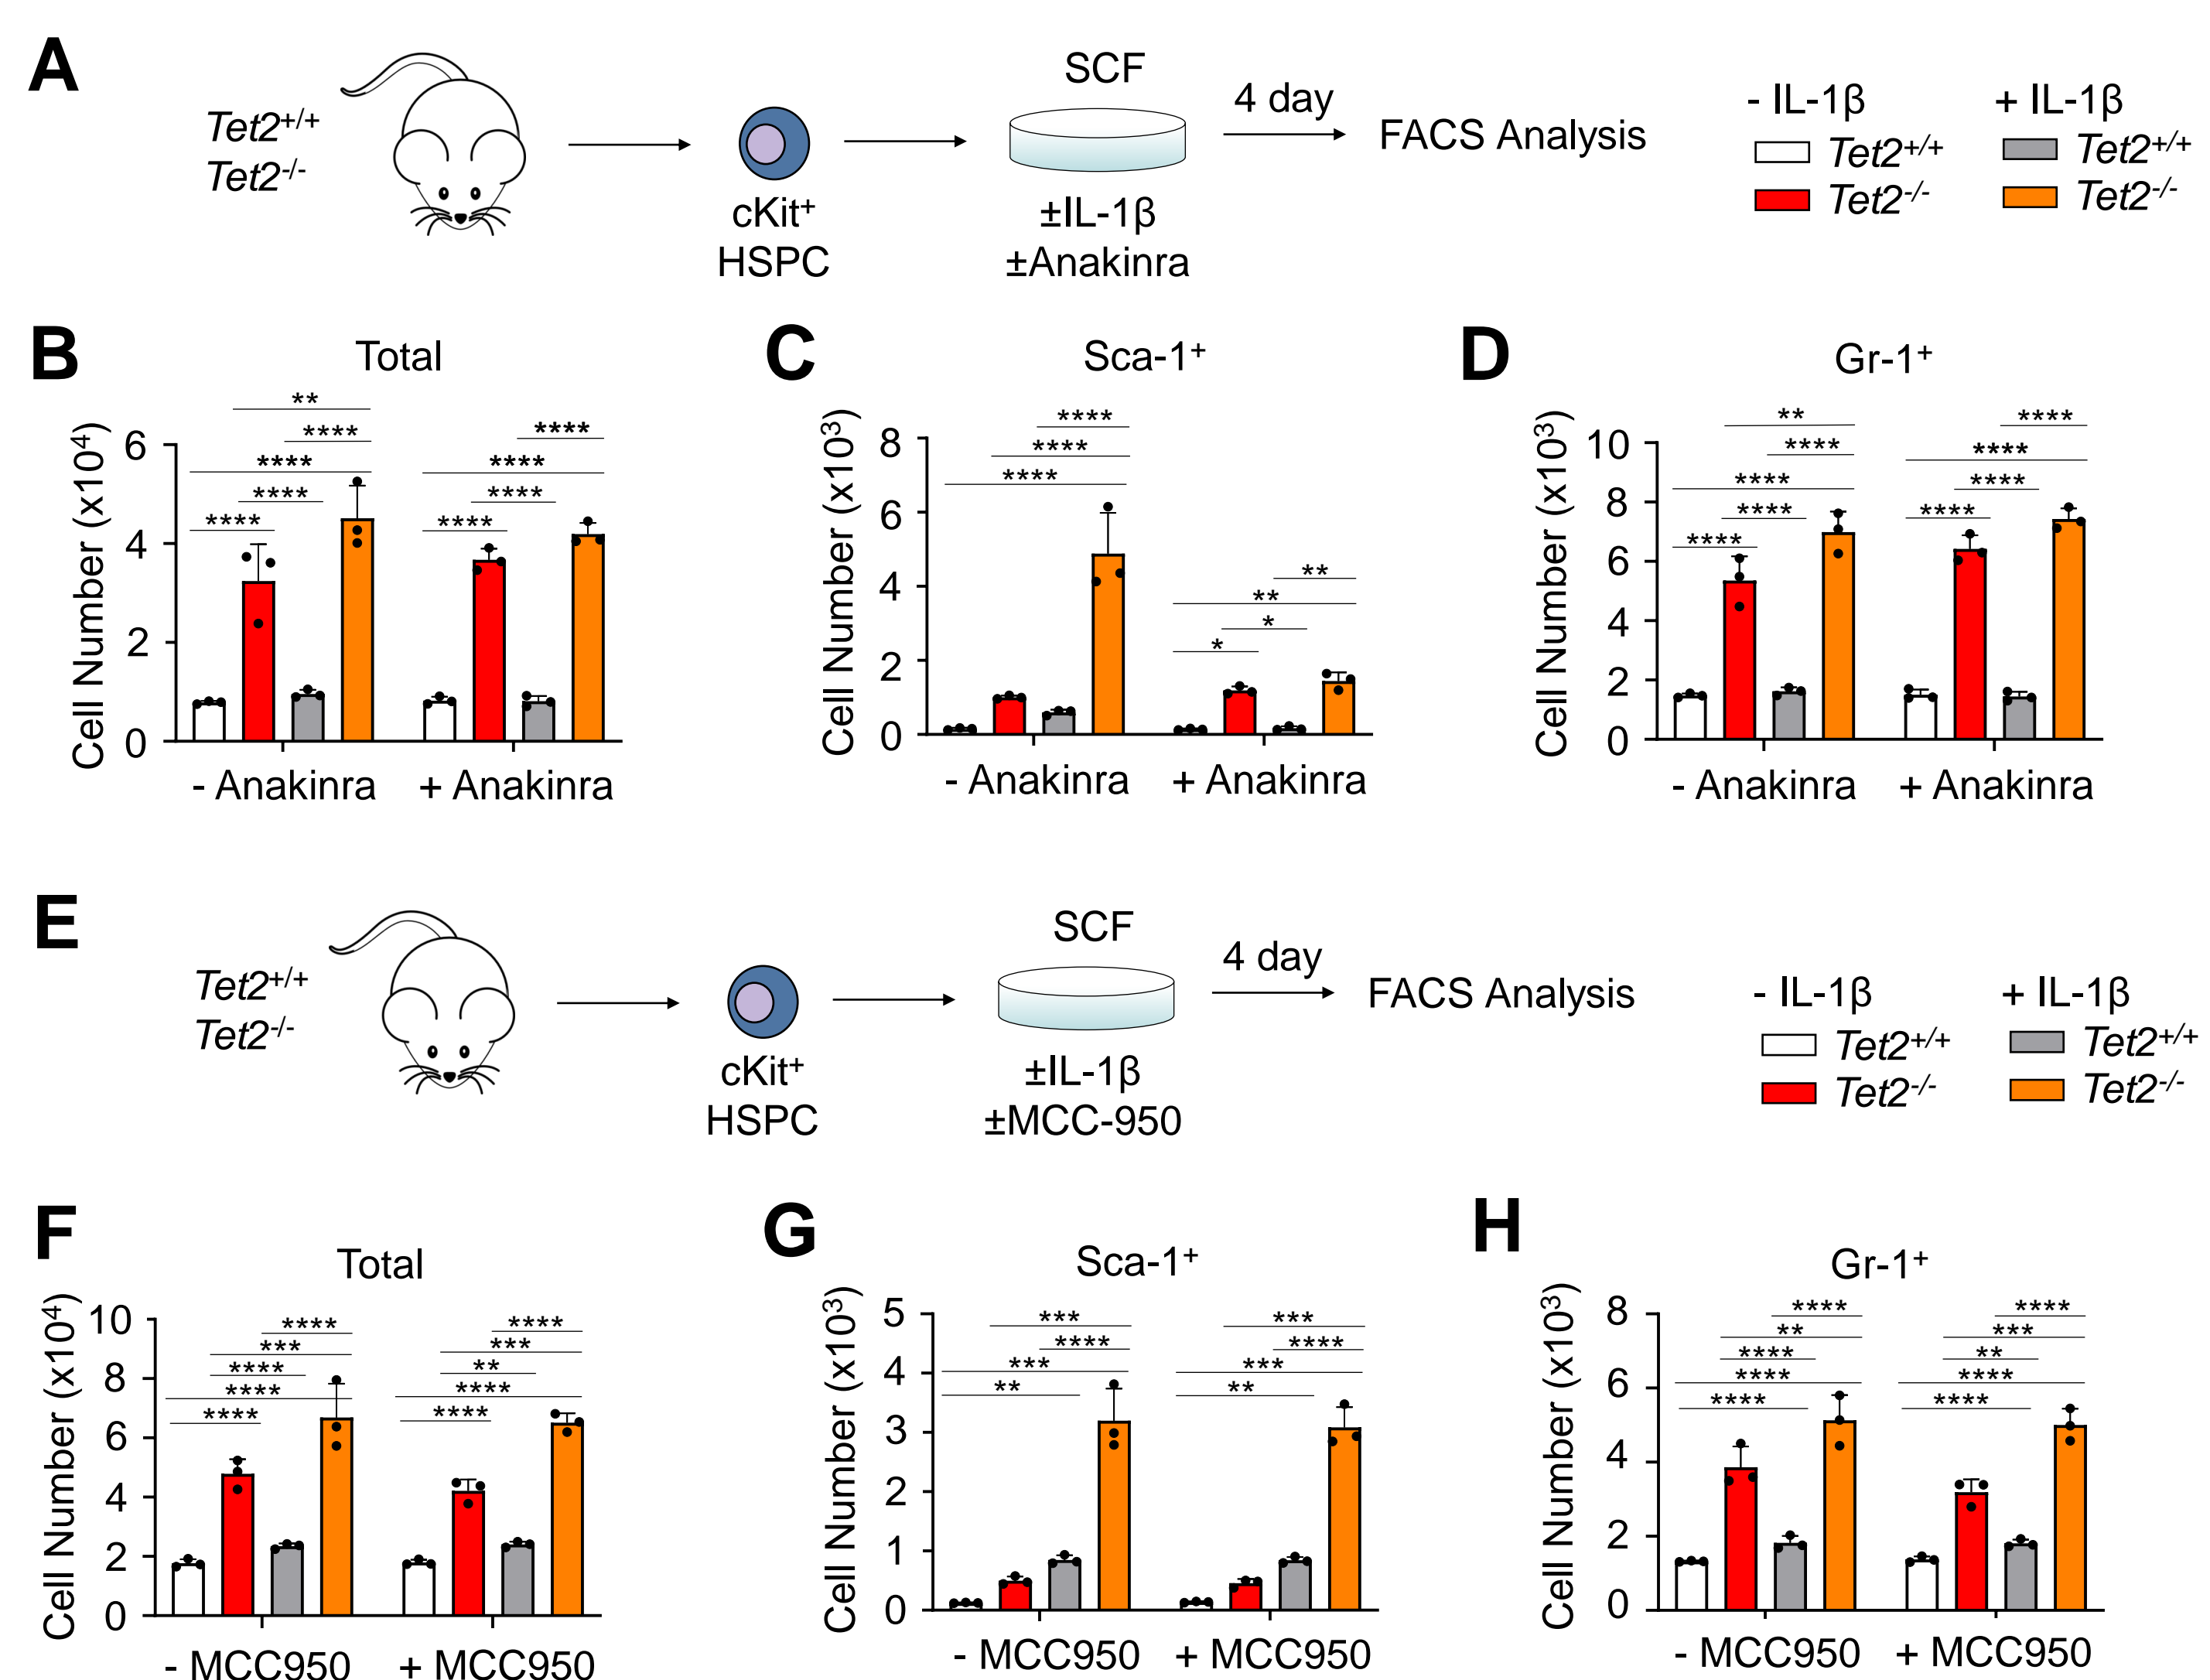 A
Tet2+/+
Tet2-/-
cKit+
HSPC
SCF
±IL-1β
±Anakinra
4 day
FACS Analysis
- IL-1β + IL-1β
Tet2+/+ Tet2+/+
Tet2-/- Tet2-/-
B
Total
Cell Number (x10⁴)
6
4
2
0
**
****
****
****
****
****
****
****
****
- Anakinra + Anakinra
C
Sca-1+
Cell Number (x10³)
8
6
4
2
0
****
****
****
**
**
*
*
- Anakinra + Anakinra
D
Gr-1+
Cell Number (x10³)
10
8
6
4
2
0
**
****
****
****
****
****
****
****
****
- Anakinra + Anakinra
E
Tet2+/+
Tet2-/-
cKit+
HSPC
SCF
±IL-1β
±MCC-950
4 day
FACS Analysis
- IL-1β + IL-1β
Tet2+/+ Tet2+/+
Tet2-/- Tet2-/-
F
Total
Cell Number (x10⁴)
10
8
6
4
2
0
****
***
****
****
****
****
***
**
****
****
- MCC950 + MCC950
G
Sca-1+
Cell Number (x10³)
5
4
3
2
1
0
***
****
***
**
***
****
***
**
- MCC950 + MCC950
H
Gr-1+
Cell Number (x10³)
8
6
4
2
0
****
**
****
****
****
****
***
**
****
****
- MCC950 + MCC950